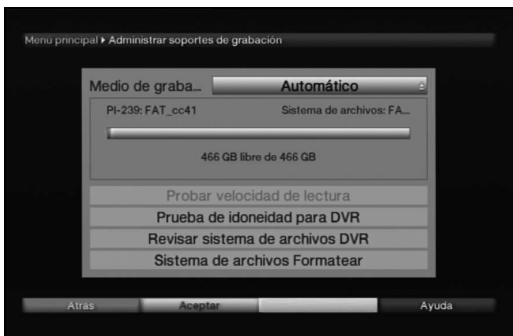 Menú principal ▸ Administrar soportes de grabación
Medio de graba... Automático
PI-239: FAT_cc41 Sistema de archivos: FA...
466 GB libre de 466 GB
Probar velocidad de lectura
Prueba de idoneidad para DVR
Revisar sistema de archivos DVR
Sistema de archivos Formatear
Atras Aceptar Ayuda